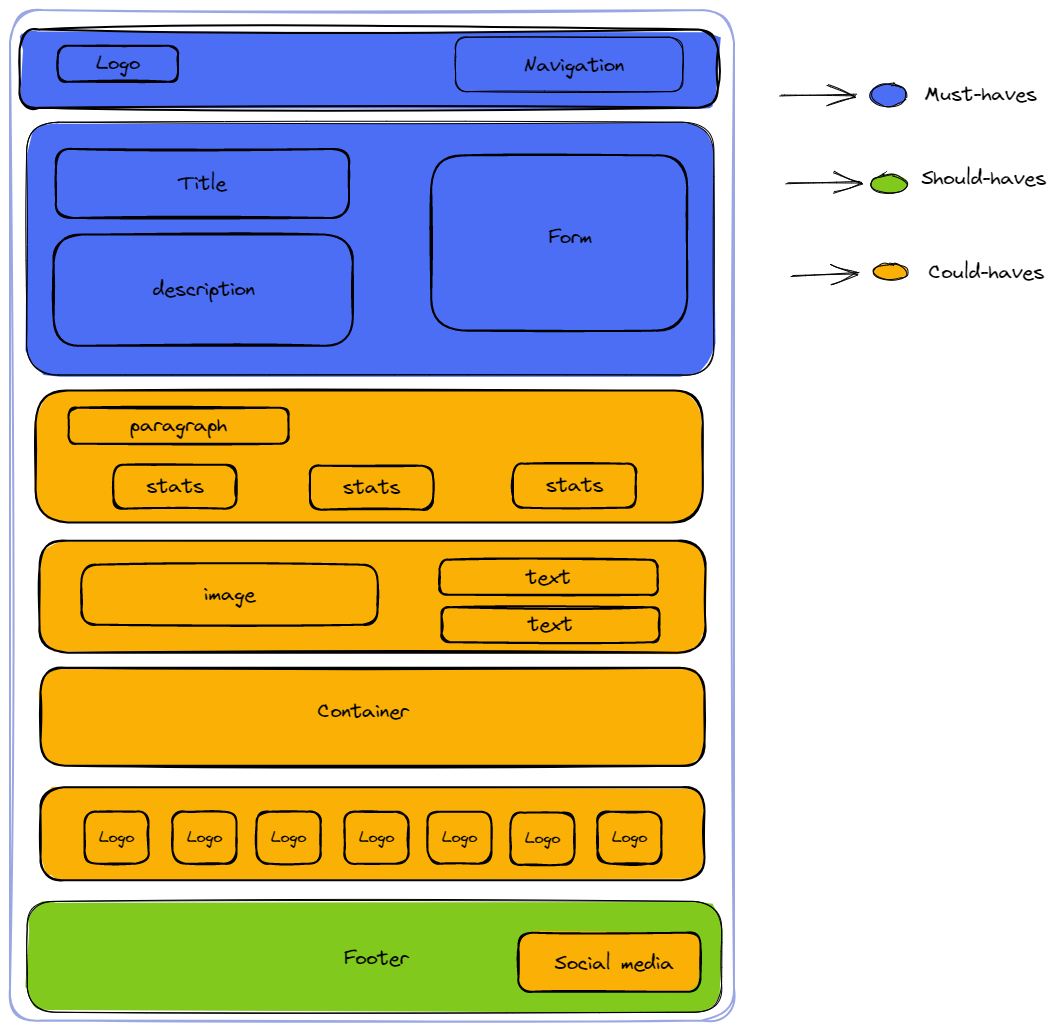 Logo
Navigation
Title
description
Form
paragraph
stats
stats
stats
image
text
text
Container
Logo
Logo
Logo
Logo
Logo
Logo
Logo
Footer
Social media
Must-haves
Should-haves
Could-haves